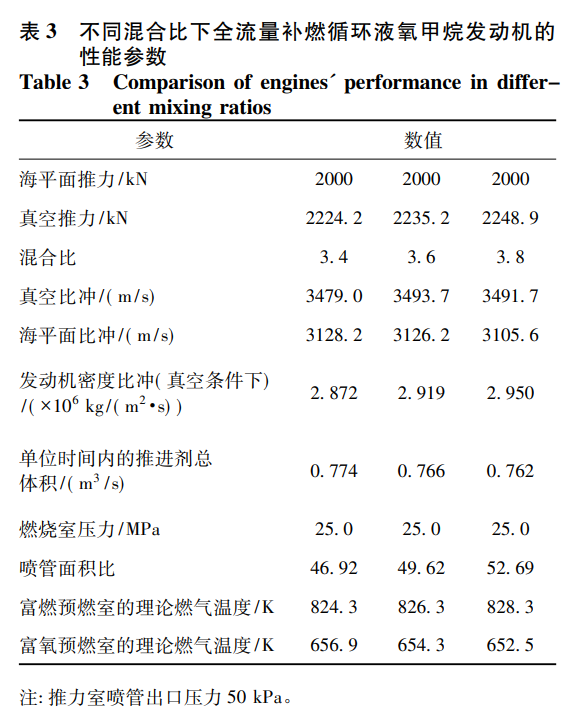 表 3 不同混合比下全流量补燃循环液氧甲烷发动机的
性能参数
Table 3 Comparison of engines´ performance in differ-
ent mixing ratios
参数 数值
海平面推力/kN 2000 2000 2000
真空推力/kN 2224. 2 2235. 2 2248. 9
混合比 3. 4 3. 6 3. 8
真空比冲/( m/s) 3479. 0 3493. 7 3491. 7
海平面比冲/( m/s) 3128. 2 3126. 2 3105. 6
发动机密度比冲( 真空条件下)
/( ×10⁶ kg/( m²·s) ) 2. 872 2. 919 2. 950
单位时间内的推进剂总
体积/( m³/s) 0. 774 0. 766 0. 762
燃烧室压力/MPa 25. 0 25. 0 25. 0
喷管面积比 46. 92 49. 62 52. 69
富燃预燃室的理论燃气温度/K 824. 3 826. 3 828. 3
富氧预燃室的理论燃气温度/K 656. 9 654. 3 652. 5
注: 推力室喷管出口压力 50 kPa。